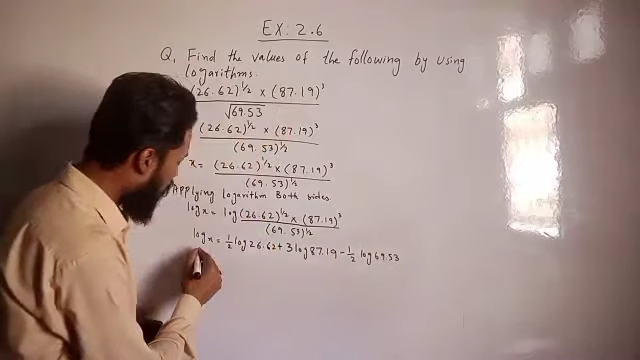 EX: 2.6
Q. Find the values of the following by using
logarithms.
(26.62)^1/2 × (87.19)^3
√69.53
(26.62)^1/2 × (87.19)^3
(69.53)^1/2
x = (26.62)^1/2 × (87.19)^3
(69.53)^1/2
Applying logarithm Both sides
log x = log (26.62)^1/2 × (87.19)^3
(69.53)^1/2
log x = 1/2 log 26.62 + 3 log 87.19 - 1/2 log 69.53